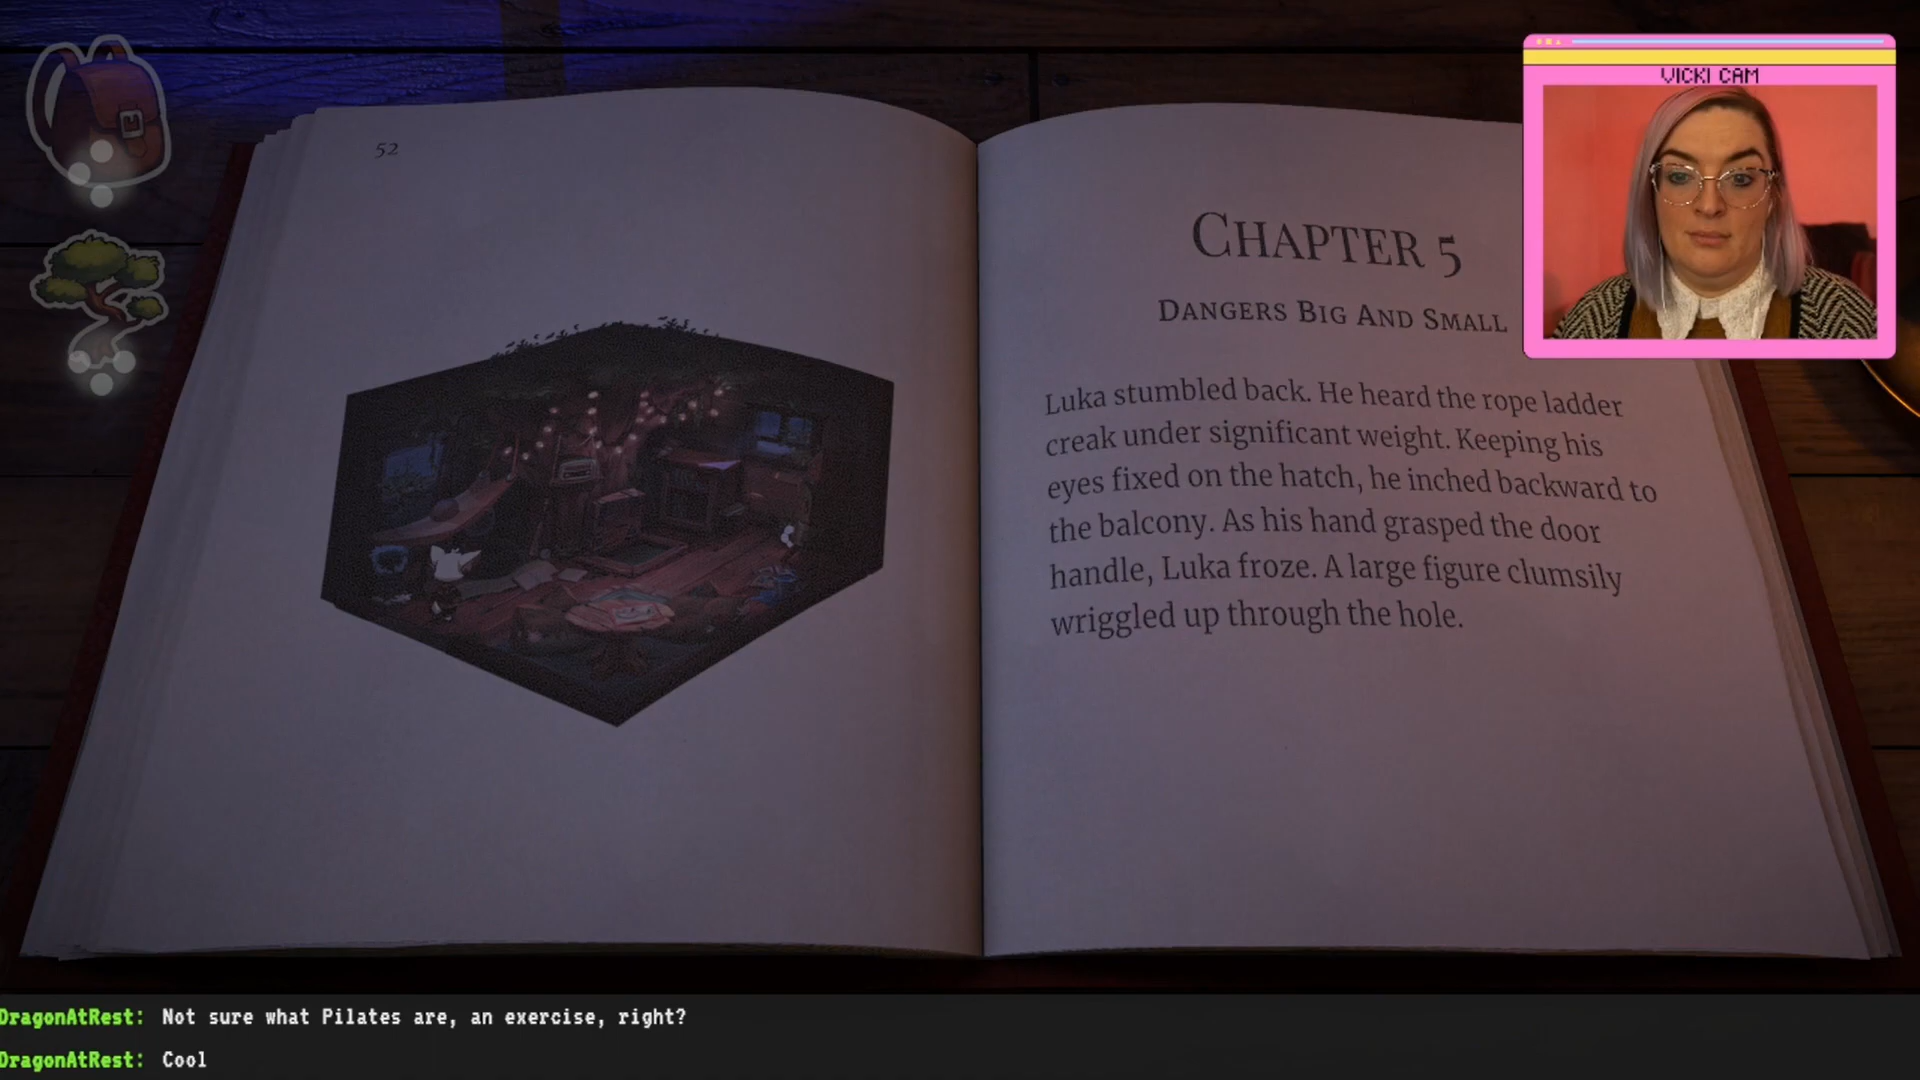 VICKI CAM
52
CHAPTER 5
DANGERS BIG AND SMALL
Luka stumbled back. He heard the rope ladder
creak under significant weight. Keeping his
eyes fixed on the hatch, he inched backward to
the balcony. As his hand grasped the door
handle, Luka froze. A large figure clumsily
wriggled up through the hole.
DragonAtRest: Not sure what Pilates are, an exercise, right?
DragonAtRest: Cool